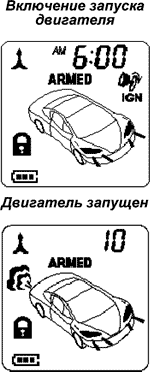 Включение запуска
двигателя
AM 6:00
ARMED
IGN
Двигатель запущен
10
ARMED